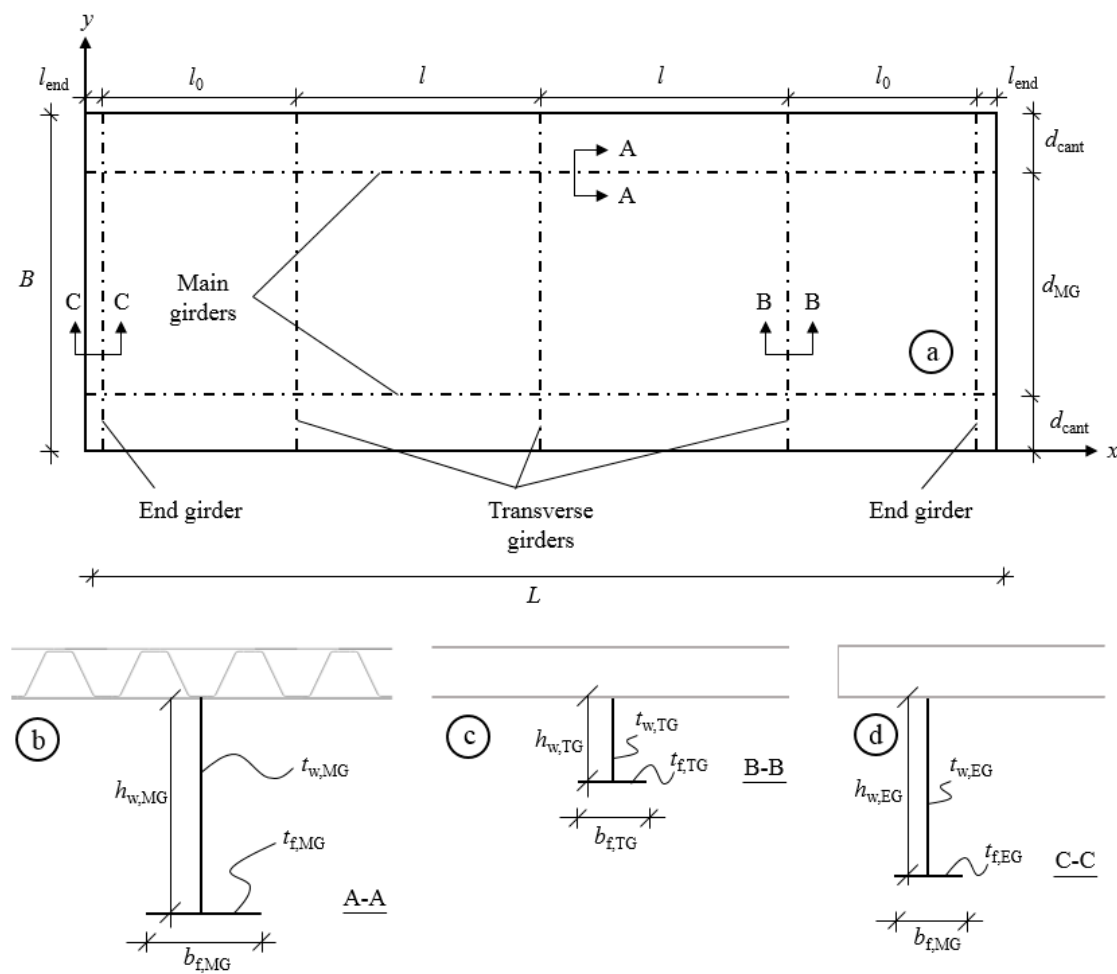 y
l_end l_0 l l l_0 l_end
A
d_cant
A
B
Main
girders
d_MG
C C
B B
a
d_cant
x
End girder
Transverse
girders
End girder
L
b
h_w,MG
t_w,MG
t_f,MG
A-A
b_f,MG
c
h_w,TG
t_w,TG
t_f,TG
B-B
b_f,TG
d
h_w,EG
t_w,EG
t_f,EG
C-C
b_f,MG